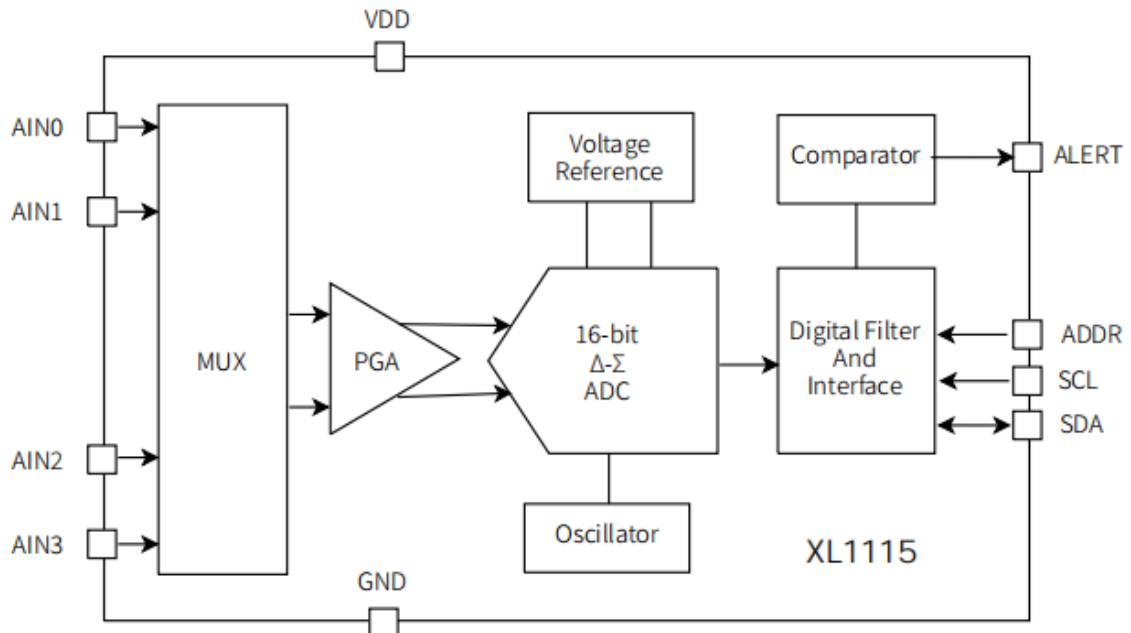 VDD
AIN0
AIN1
AIN2
AIN3
MUX
PGA
Voltage
Reference
16-bit
Δ-Σ
ADC
Oscillator
Comparator
Digital Filter
And
Interface
ALERT
ADDR
SCL
SDA
XL1115
GND